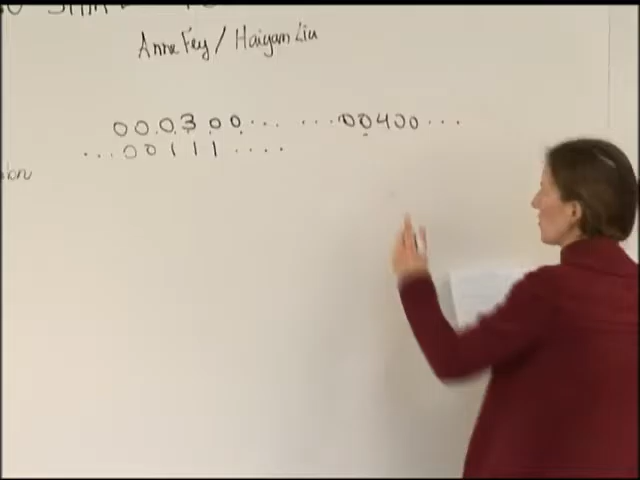 Anne Fey / Haiyan Liu
0 0.0 3 0 0 . . . . . . 0 0 4 0 0 . . .
. . . 0 0 1 1 1 . . . .